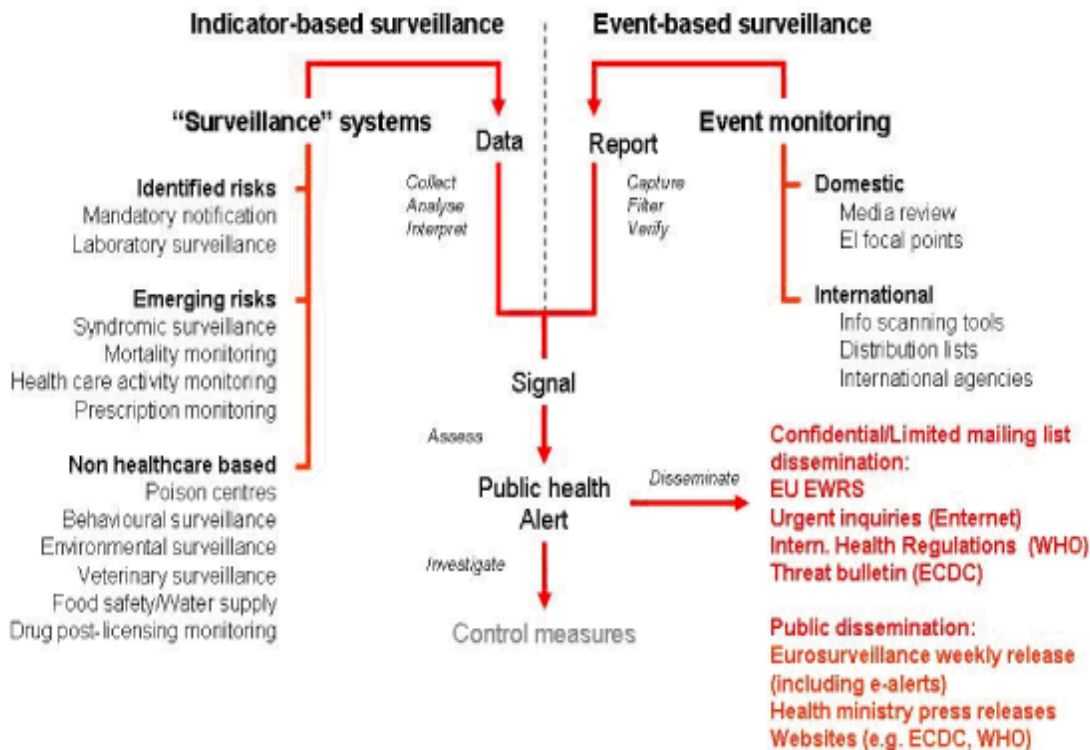 Indicator-based surveillance
Event-based surveillance
“Surveillance” systems
Data
Report
Event monitoring
Identified risks
Mandatory notification
Laboratory surveillance
Collect
Analyse
Interpret
Capture
Filter
Verify
Domestic
Media review
EI focal points
Emerging risks
Syndromic surveillance
Mortality monitoring
Health care activity monitoring
Prescription monitoring
International
Info scanning tools
Distribution lists
International agencies
Signal
Assess
Non healthcare based
Poison centres
Behavioural surveillance
Environmental surveillance
Veterinary surveillance
Food safety/Water supply
Drug post-licensing monitoring
Public health
Alert
Disseminate
Investigate
Control measures
Confidential/Limited mailing list
dissemination:
EU EWRS
Urgent inquiries (Enternet)
Intern. Health Regulations (WHO)
Threat bulletin (ECDC)
Public dissemination:
Eurosurveillance weekly release
(including e-alerts)
Health ministry press releases
Websites (e.g. ECDC, WHO)